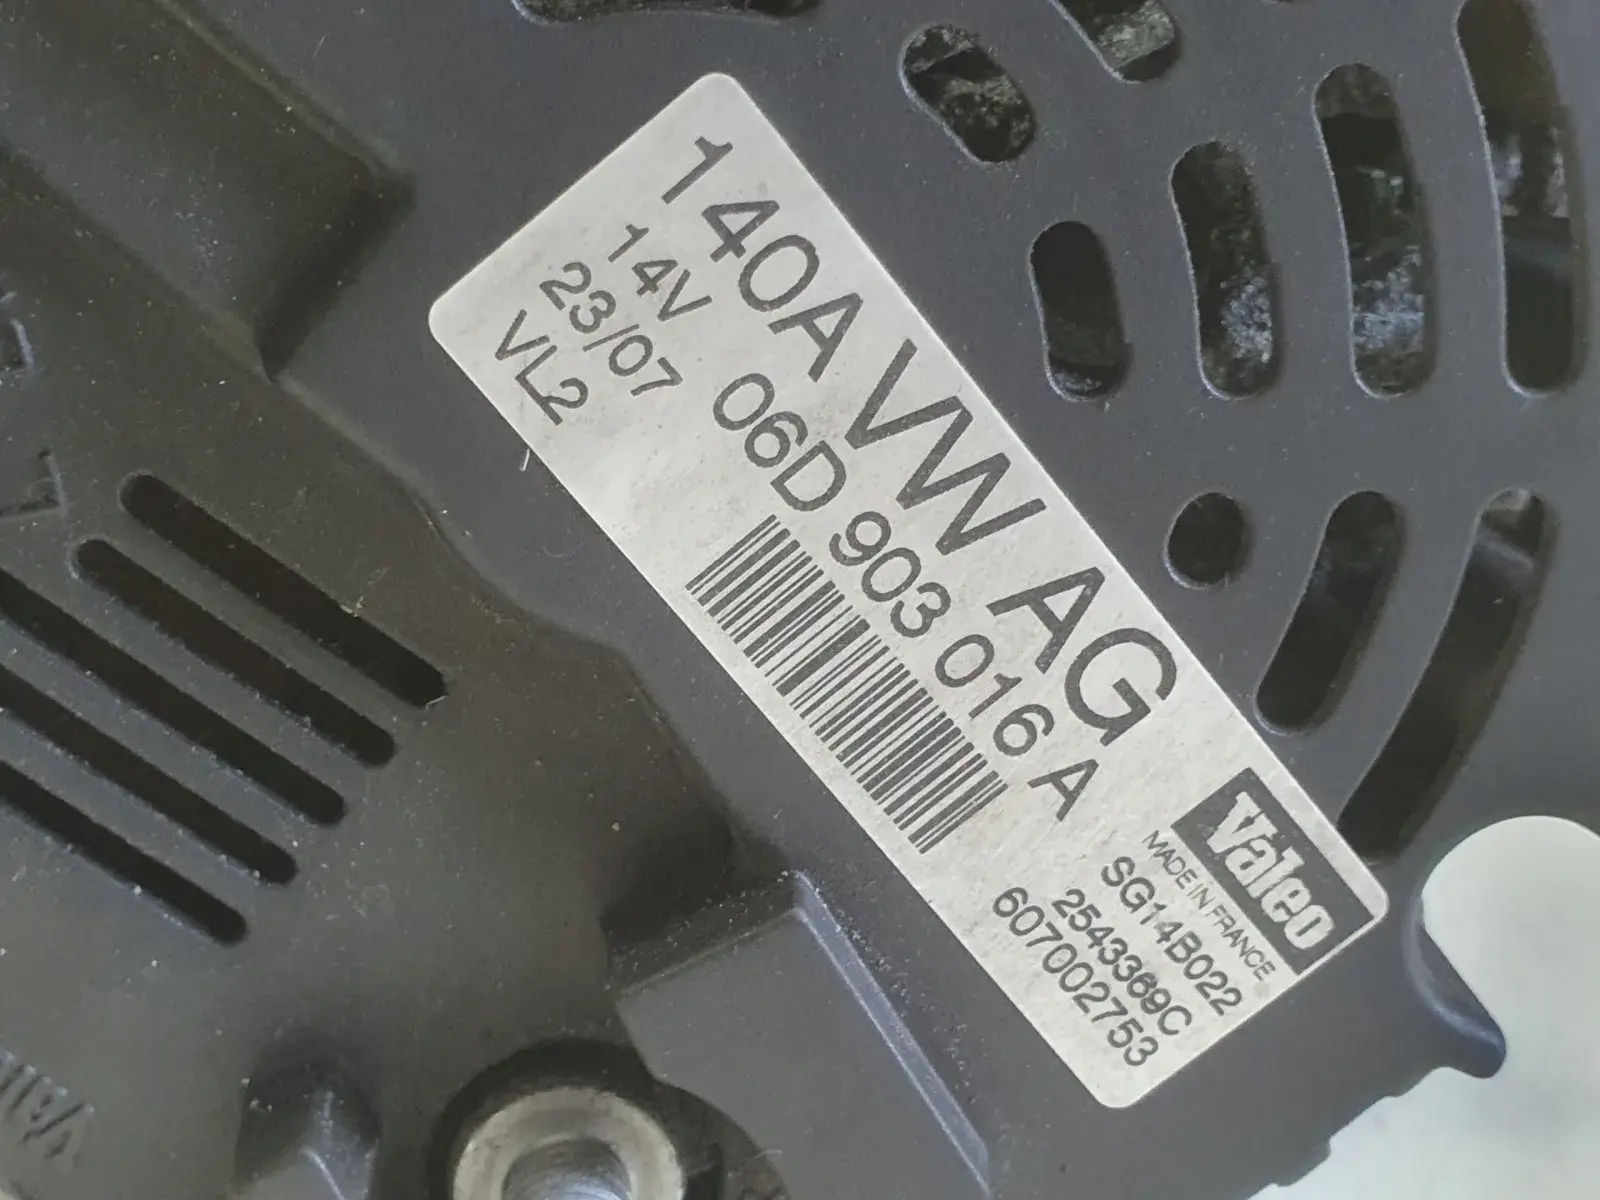 140A VW AG
14V 06D 903 016 A
23/07
VL2
Valeo
MADE IN FRANCE
SG14B022
2543369C
607002753